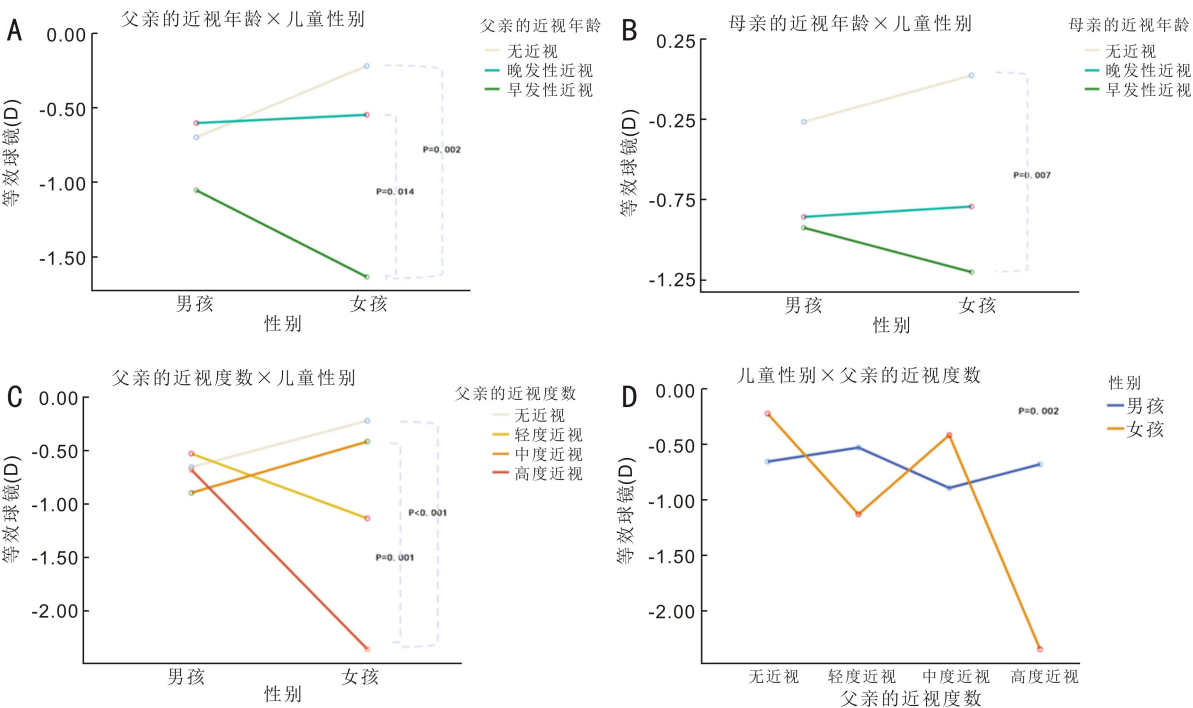 A
父亲的近视年龄×儿童性别
父亲的近视年龄
无近视
晚发性近视
早发性近视
0.00
-0.50
-1.00
-1.50
等效球镜(D)
P=0.002
P=0.014
男孩
女孩
性别
B
母亲的近视年龄×儿童性别
母亲的近视年龄
无近视
晚发性近视
早发性近视
0.25
-0.25
-0.75
-1.25
等效球镜(D)
P=0.007
男孩
女孩
性别
C
父亲的近视度数×儿童性别
父亲的近视度数
无近视
轻度近视
中度近视
高度近视
0.00
-0.50
-1.00
-1.50
-2.00
等效球镜(D)
P<0.001
P=0.001
男孩
女孩
性别
D
儿童性别×父亲的近视度数
性别
男孩
女孩
P=0.002
0.00
-0.50
-1.00
-1.50
-2.00
等效球镜(D)
无近视
轻度近视
中度近视
高度近视
父亲的近视度数